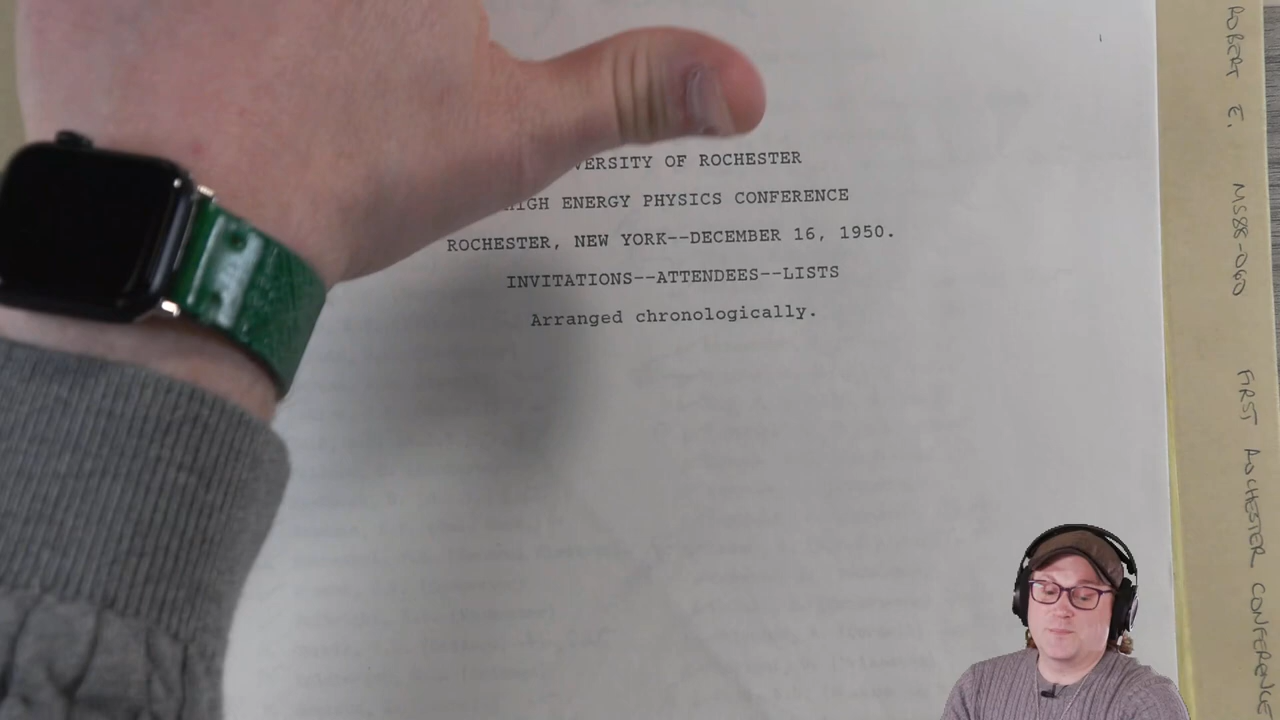 VERSITY OF ROCHESTER
HIGH ENERGY PHYSICS CONFERENCE
ROCHESTER, NEW YORK--DECEMBER 16, 1950.
INVITATIONS--ATTENDEES--LISTS
Arranged chronologically.
ROBERT E. MS88-060 FIRST ROCHESTER CONFERENCE